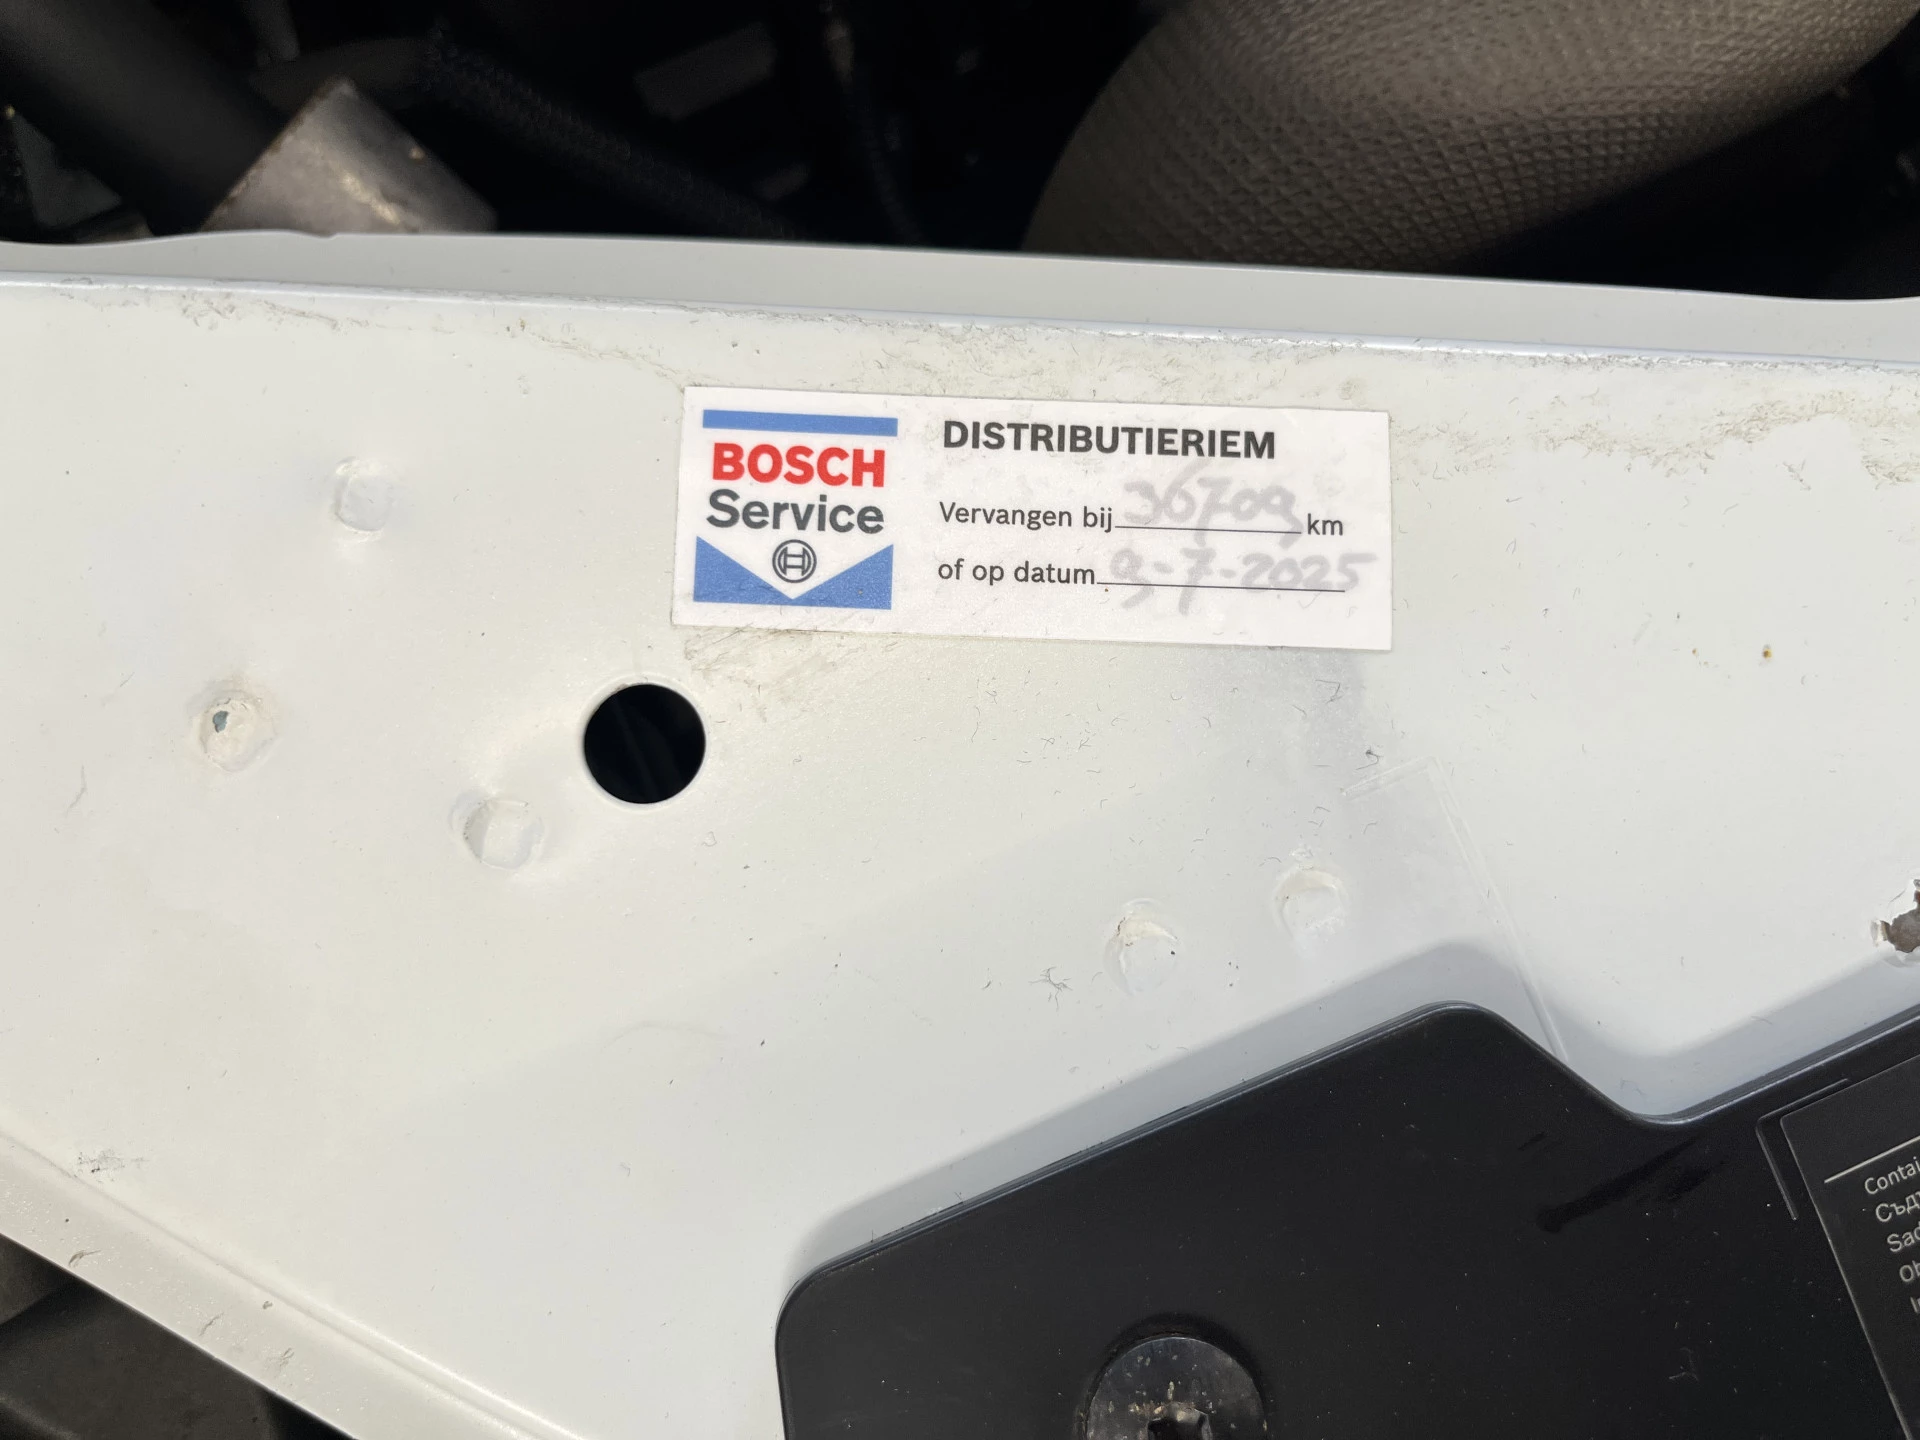 BOSCH
Service
DISTRIBUTIERIEM
Vervangen bij 36709 km
of op datum 9-7-2025
Contai
Съд
Sad
Ob